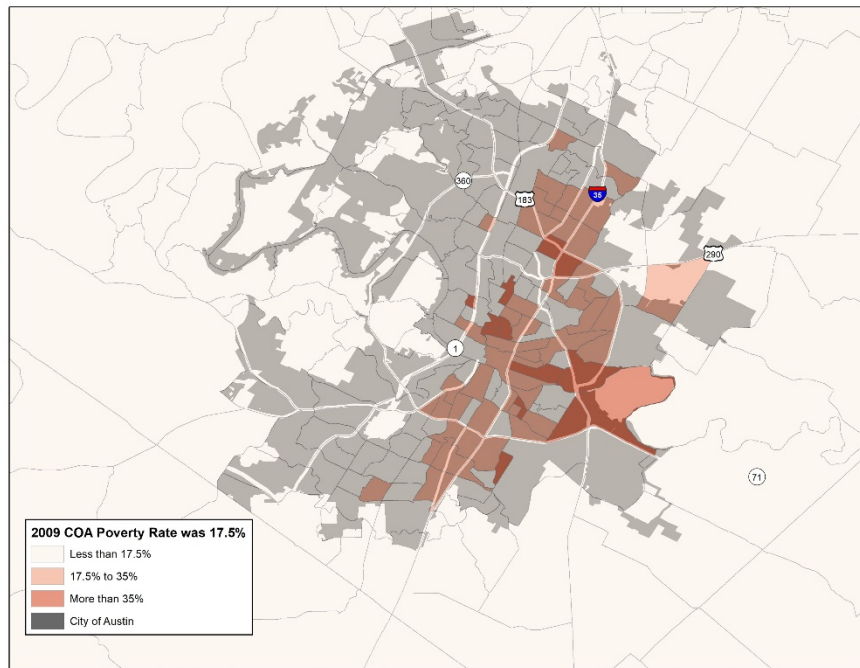 360
183
35
290
1
71
2009 COA Poverty Rate was 17.5%
Less than 17.5%
17.5% to 35%
More than 35%
City of Austin